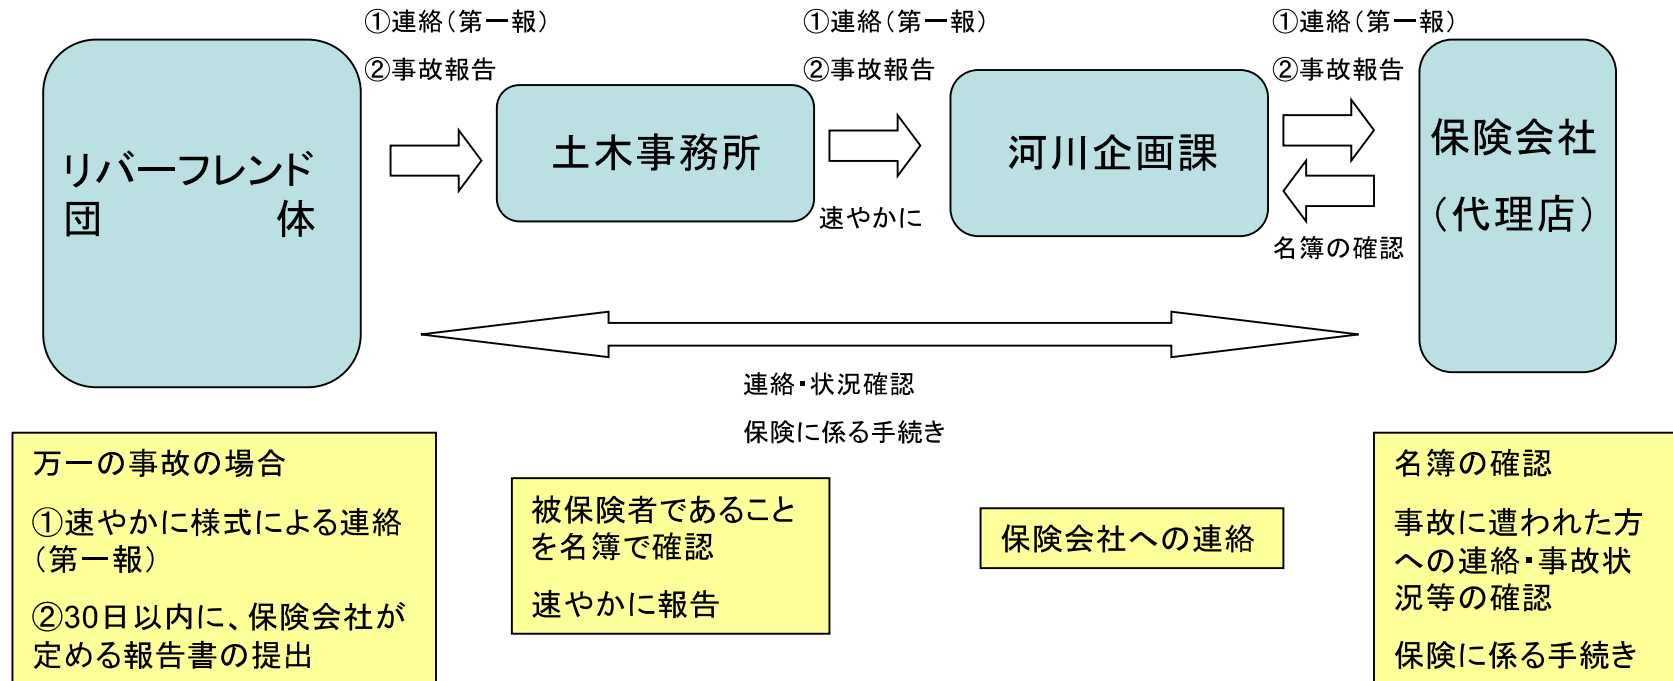 ①連絡(第一報)
②事故報告
①連絡(第一報)
②事故報告
①連絡(第一報)
②事故報告
リバーフレンド
団　　　体
土木事務所
速やかに
河川企画課
名簿の確認
保険会社
(代理店)
連絡・状況確認
保険に係る手続き
万一の事故の場合
①速やかに様式による連絡
(第一報)
②30日以内に、保険会社が
定める報告書の提出
被保険者であること
を名簿で確認
速やかに報告
保険会社への連絡
名簿の確認
事故に遭われた方
への連絡・事故状
況等の確認
保険に係る手続き